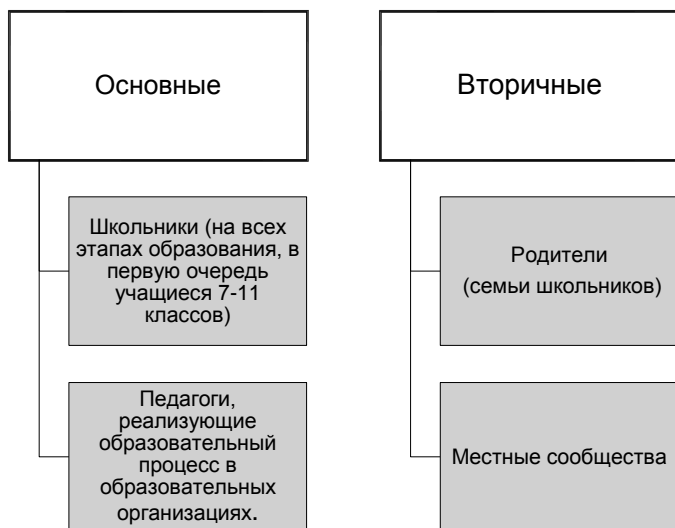 Основные
Школьники (на всех
этапах образования, в
первую очередь
учащиеся 7-11
классов)
Педагоги,
реализующие
образовательный
процесс в
образовательных
организациях.
Вторичные
Родители
(семьи школьников)
Местные сообщества